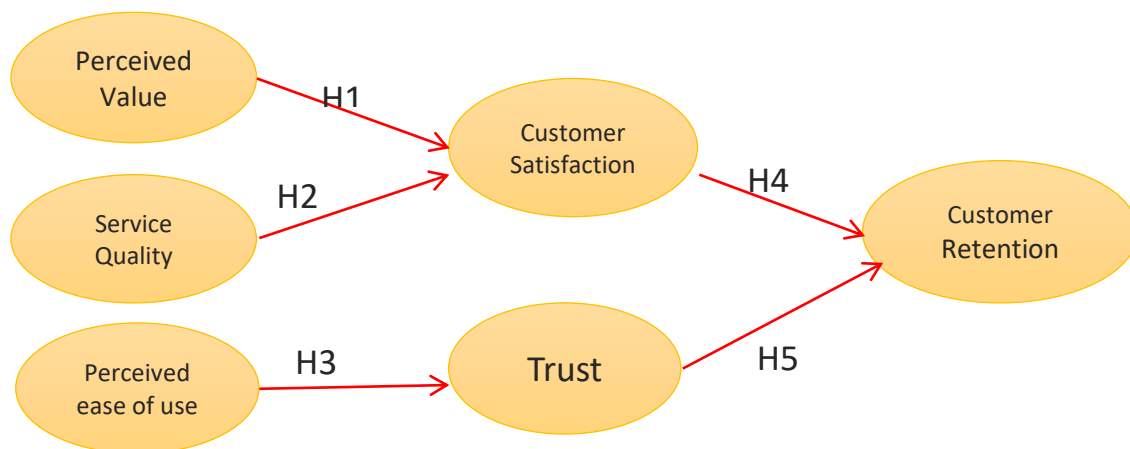 Perceived
Value
H1
Customer
Satisfaction
Service
Quality
H2
H4
Customer
Retention
Perceived
ease of use
H3
Trust
H5